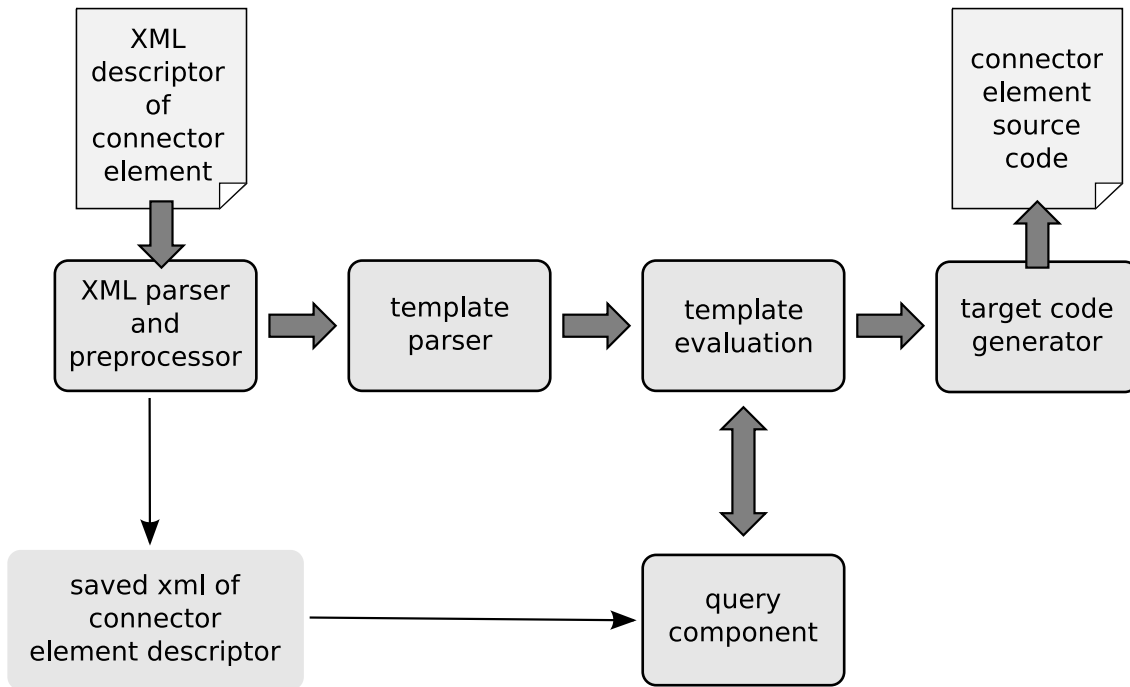 XML
descriptor
of
connector
element
connector
element
source
code
XML parser
and
preprocessor
template
parser
template
evaluation
target code
generator
saved xml of
connector
element descriptor
query
component